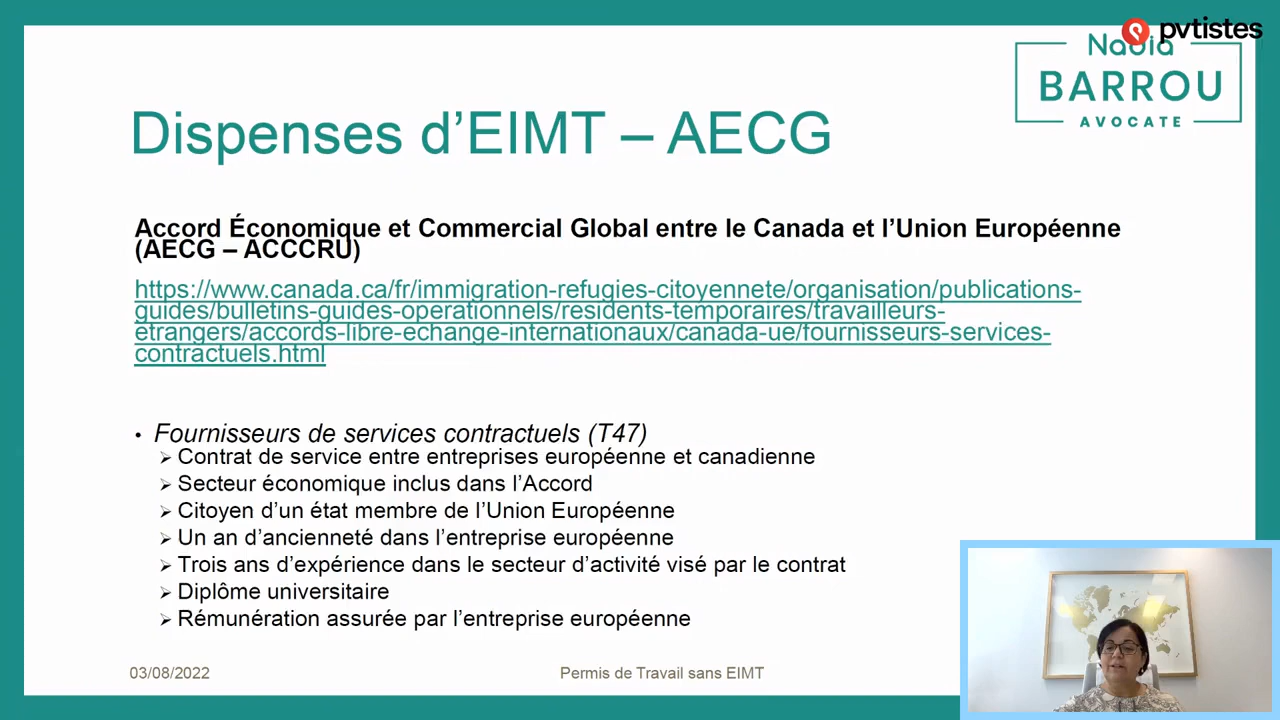 pvtistes
Nadia
BARROU
AVOCATE
Dispenses d’EIMT – AECG
Accord Économique et Commercial Global entre le Canada et l’Union Européenne
(AECG – ACCCRU)
https://www.canada.ca/fr/immigration-refugies-citoyennete/organisation/publications-
guides/bulletins-guides-operationnels/residents-temporaires/travailleurs-
etrangers/accords-libre-echange-internationaux/canada-ue/fournisseurs-services-
contractuels.html
• Fournisseurs de services contractuels (T47)
➢ Contrat de service entre entreprises européenne et canadienne
➢ Secteur économique inclus dans l’Accord
➢ Citoyen d’un état membre de l’Union Européenne
➢ Un an d’ancienneté dans l’entreprise européenne
➢ Trois ans d’expérience dans le secteur d’activité visé par le contrat
➢ Diplôme universitaire
➢ Rémunération assurée par l’entreprise européenne
03/08/2022
Permis de Travail sans EIMT